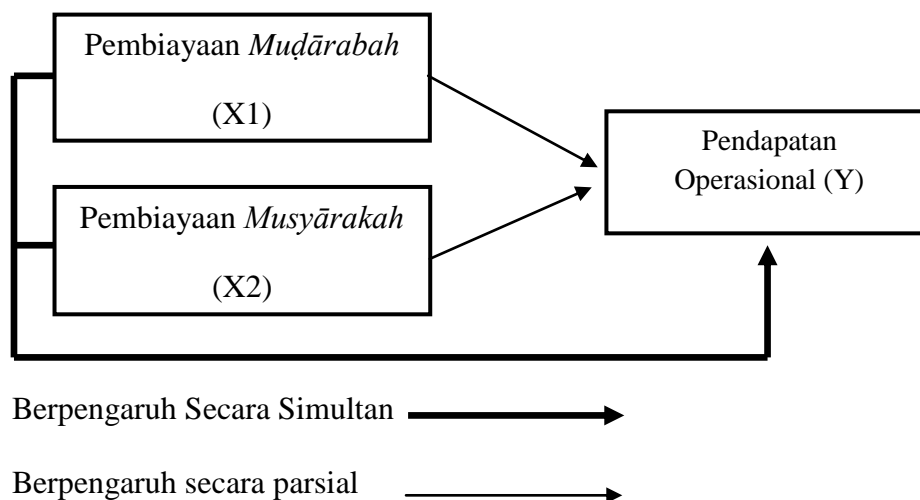 Pembiayaan Muḍārabah
(X1)
Pendapatan
Operasional (Y)
Pembiayaan Musyārakah
(X2)
Berpengaruh Secara Simultan
Berpengaruh secara parsial